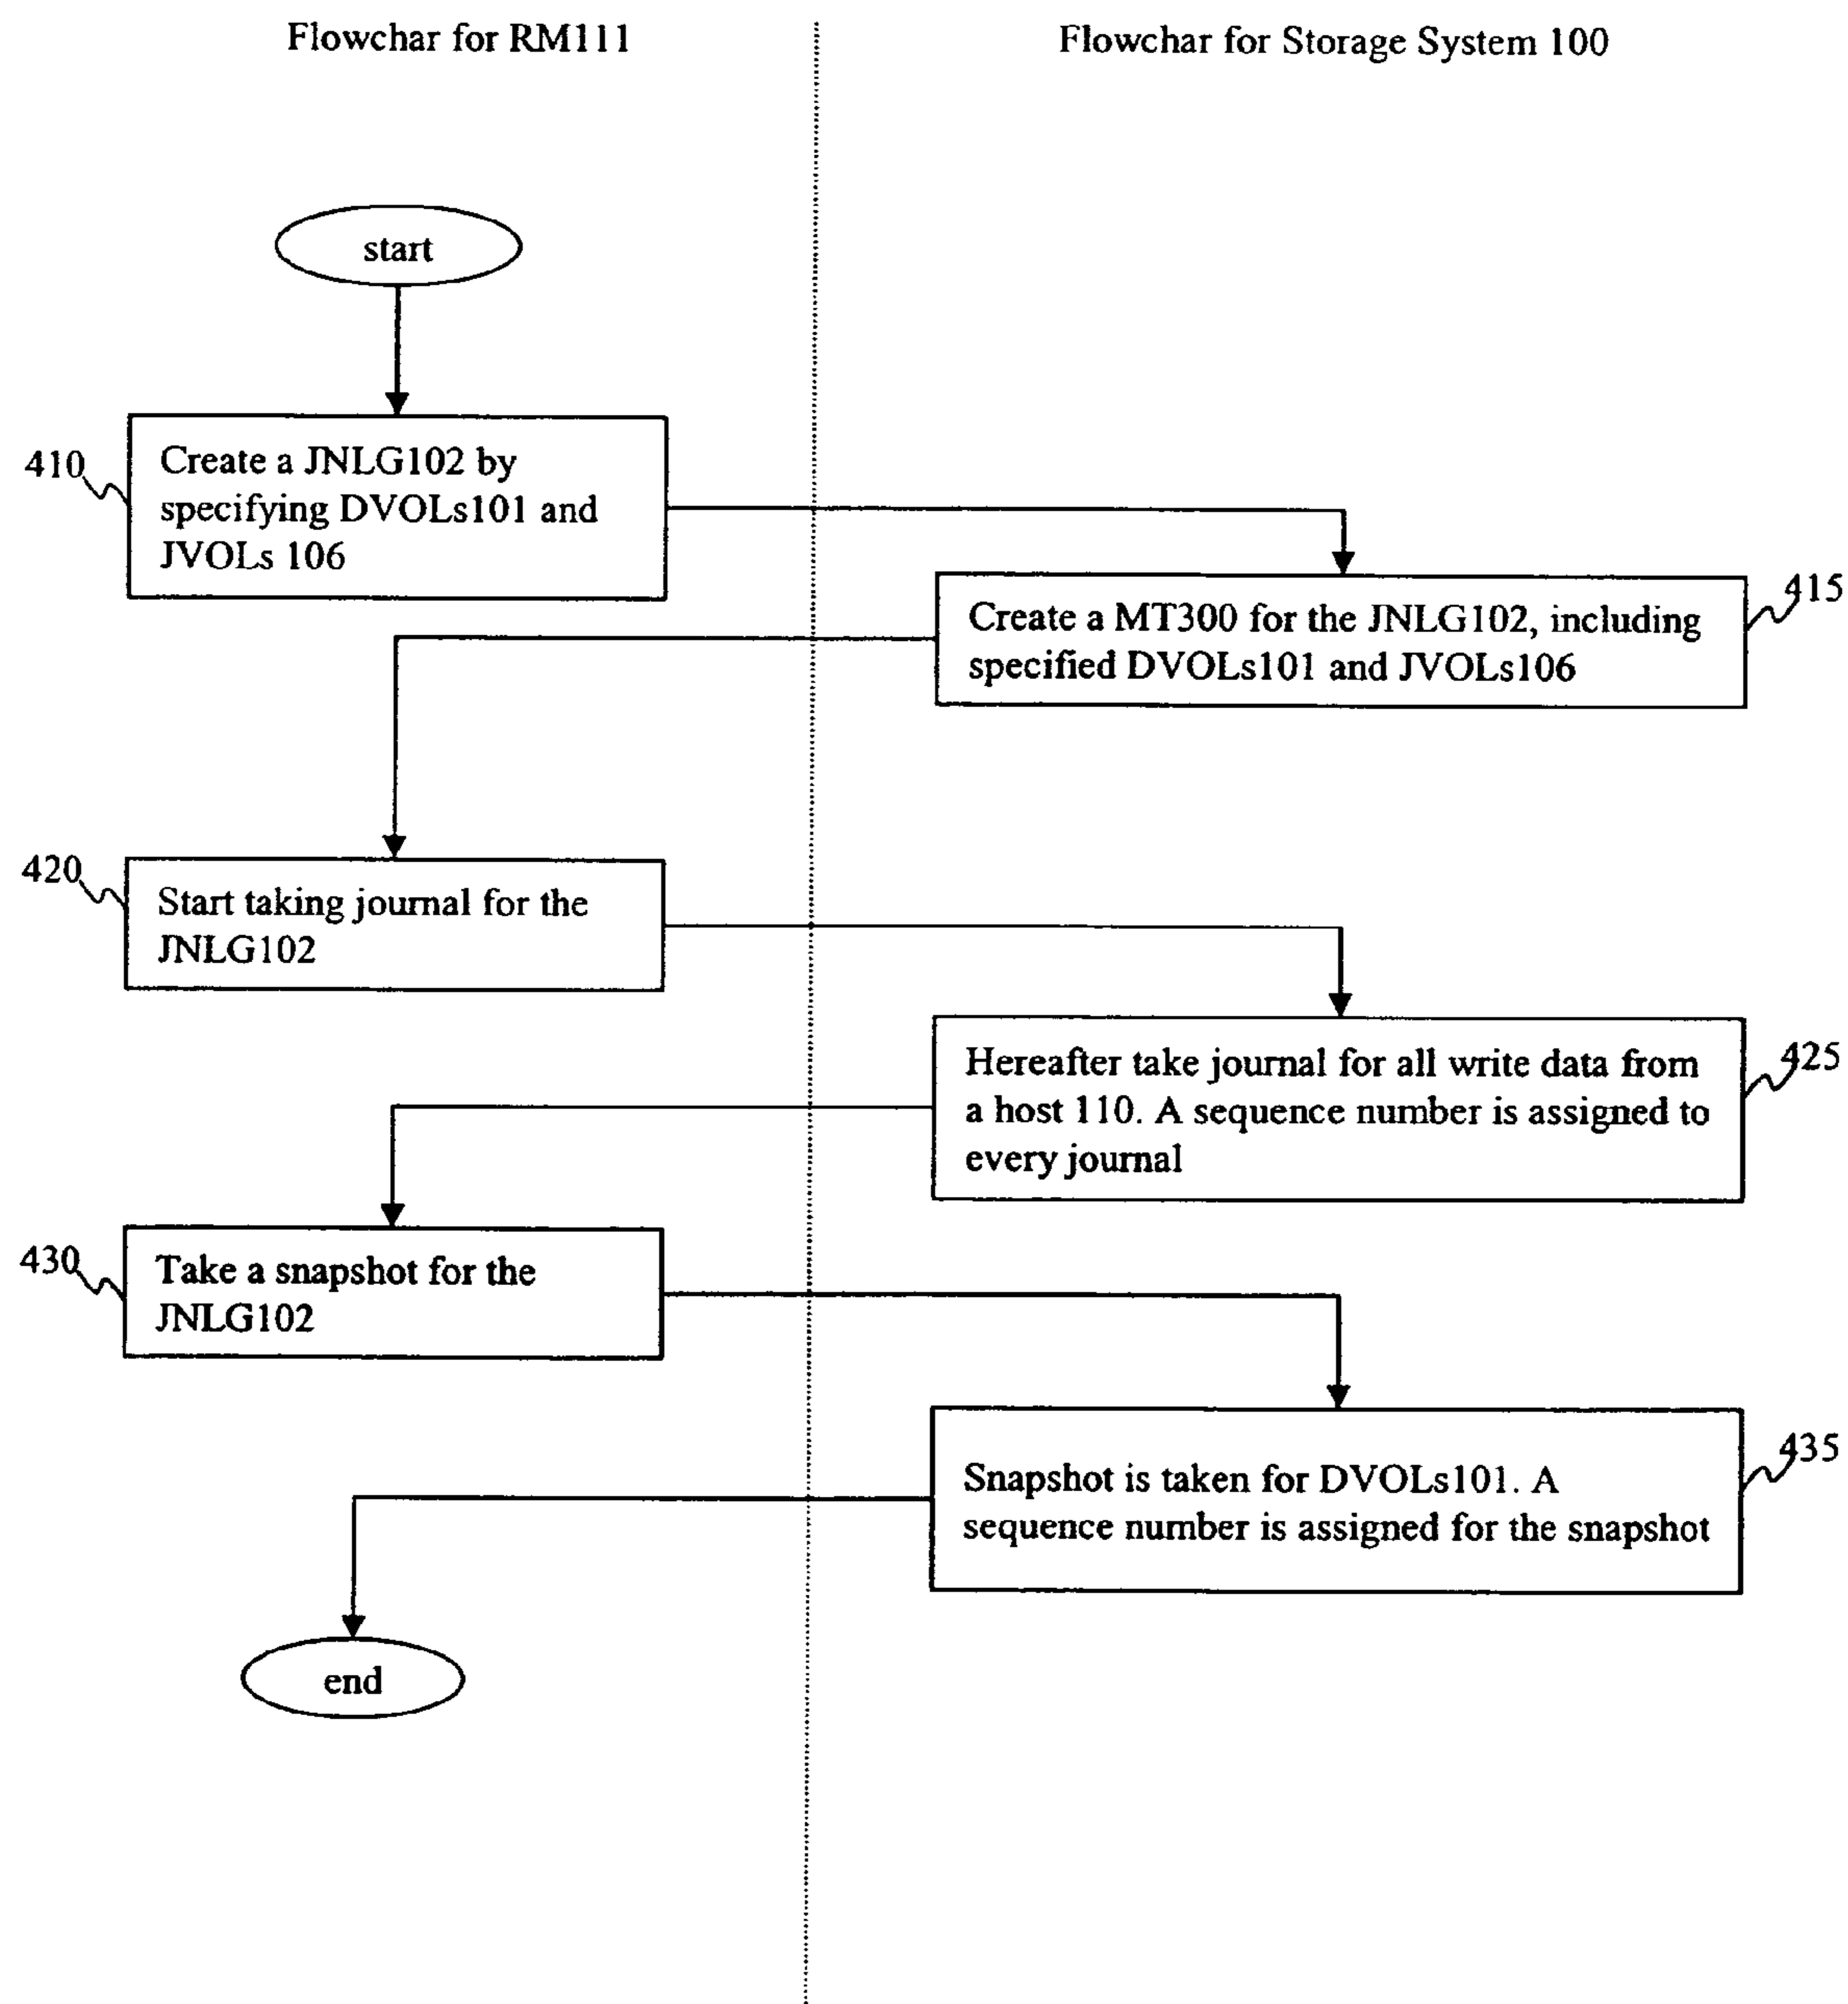 Flowchar for RM111
Flowchar for Storage System 100
start
410
Create a JNLG102 by
specifying DVOLs101 and
JVOLs 106
415
Create a MT300 for the JNLG102, including
specified DVOLs101 and JVOLs106
420
Start taking journal for the
JNLG102
425
Hereafter take journal for all write data from
a host 110. A sequence number is assigned to
every journal
430
Take a snapshot for the
JNLG102
435
Snapshot is taken for DVOLs101. A
sequence number is assigned for the snapshot
end